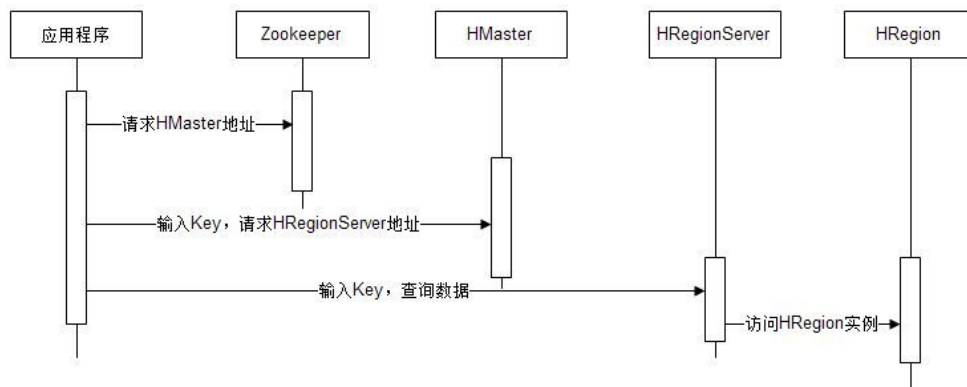 应用程序
Zookeeper
HMaster
HRegionServer
HRegion
请求HMaster地址
输入Key，请求HRegionServer地址
输入Key，查询数据
访问HRegion实例